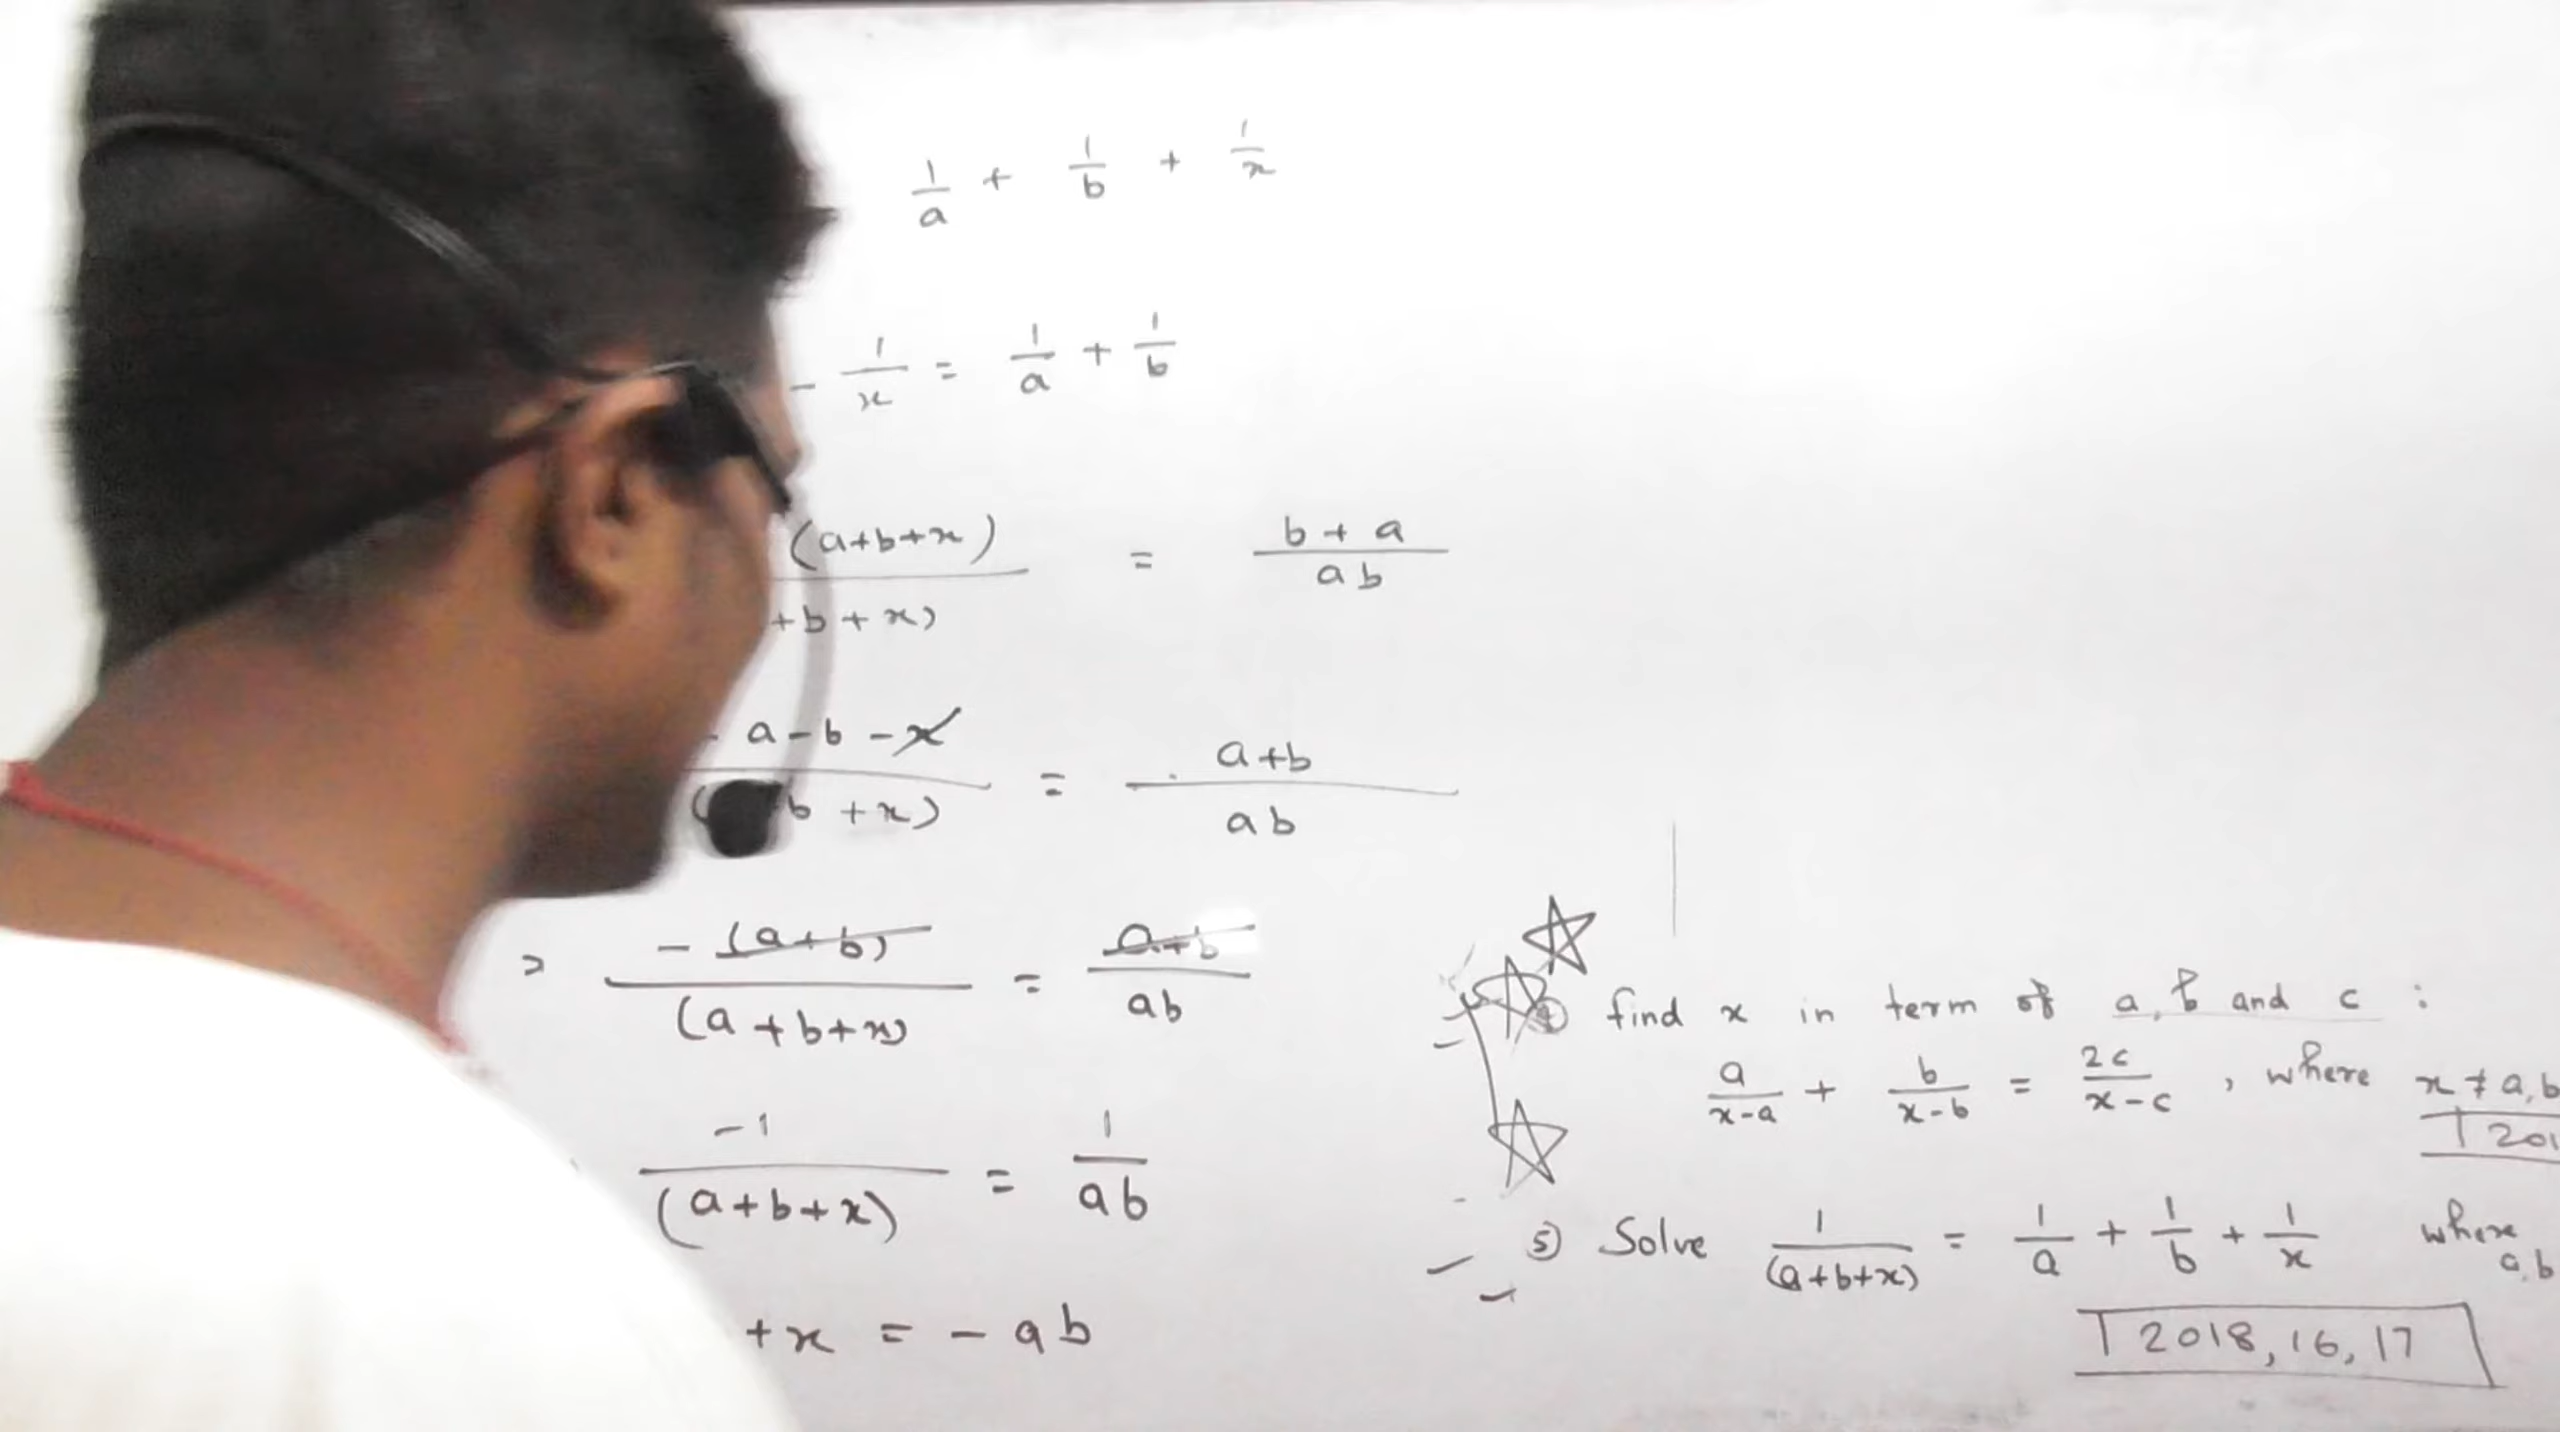 1/a + 1/b + 1/x
- 1/x = 1/a + 1/b
(a+b+x) / +b+x) = b+a / ab
- a-b-x / ( b+x) = a+b / ab
> -(a+b) / (a+b+x) = a+b / ab
-1 / (a+b+x) = 1 / ab
+x = -ab
④ find x in term of a, b and c :
a/(x-a) + b/(x-b) = 2c/(x-c) , where x ≠ a, b
T 201
⑤ Solve 1/(a+b+x) = 1/a + 1/b + 1/x where
a, b
T 2018, 16, 17